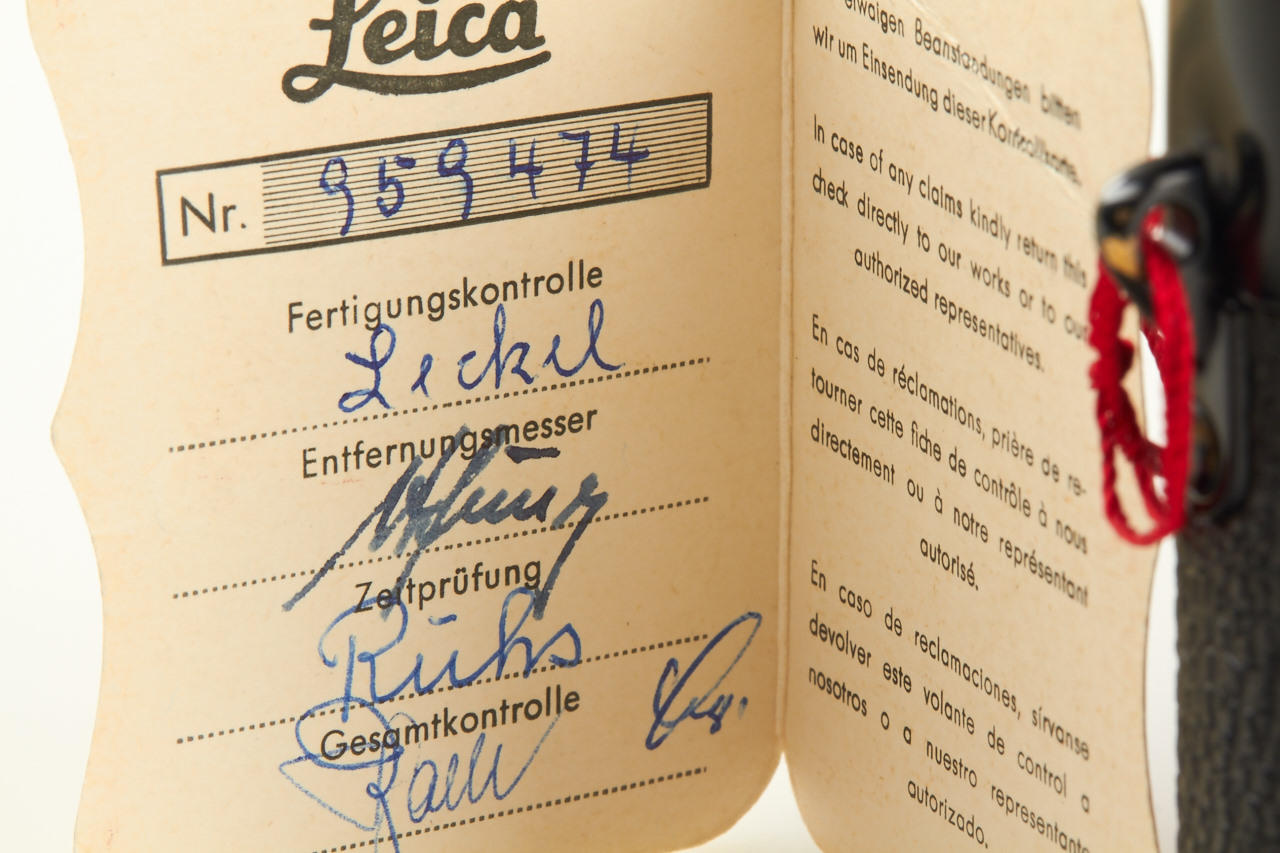 Leica
Nr. 959474
Fertigungskontrolle
Leckel
Entfernungsmesser
Zeitprüfung
Rühs
Gesamtkontrolle
etwaigen Beanstandungen bitten
wir um Einsendung dieser Kontrollkarte.
In case of any claims kindly return this
check directly to our works or to our
authorized representatives.
En cas de réclamations, prière de re-
tourner cette fiche de contrôle à nous
directement ou à notre représentant
autorisé.
En caso de reclamaciones, sírvanse
devolver este volante de control a
nosotros o a nuestro representante
autorizado.